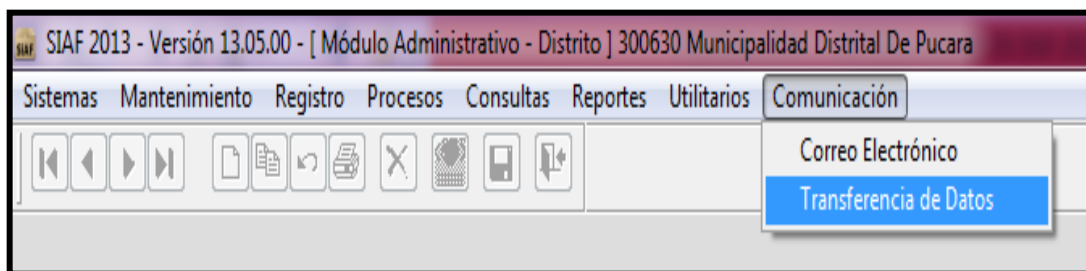 SIAF SIAF 2013 - Versión 13.05.00 - [ Módulo Administrativo - Distrito ] 300630 Municipalidad Distrital De Pucara
Sistemas Mantenimiento Registro Procesos Consultas Reportes Utilitarios Comunicación
Correo Electrónico
Transferencia de Datos